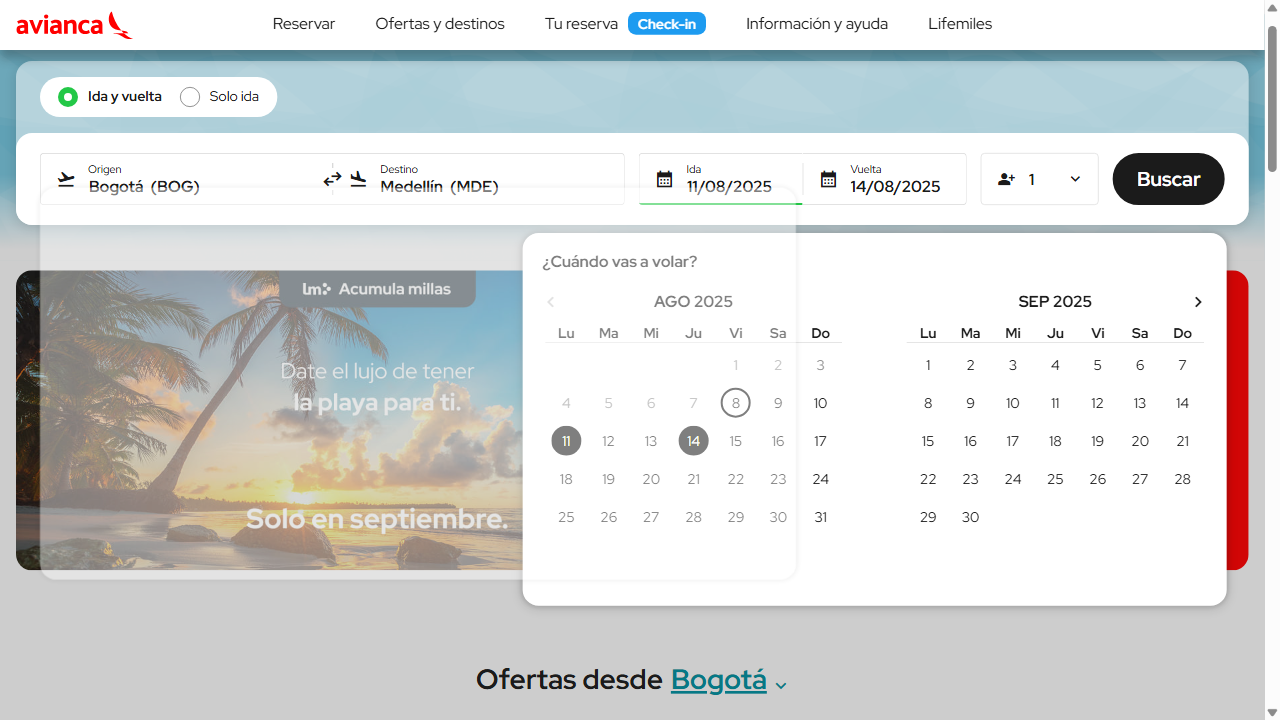 avianca
Reservar
Ofertas y destinos
Tu reserva
Check-in
Información y ayuda
Lifemiles
Ida y vuelta
Solo ida
Origen
Bogotá (BOG)
Destino
Medellín (MDE)
Ida
11/08/2025
Vuelta
14/08/2025
1
Buscar
lm Acumula millas
Date el lujo de tener
la playa para ti.
Solo en septiembre.
¿Cuándo vas a volar?
AGO 2025
Lu Ma Mi Ju Vi Sa Do
1 2 3
4 5 6 7 8 9 10
11 12 13 14 15 16 17
18 19 20 21 22 23 24
25 26 27 28 29 30 31
SEP 2025
Lu Ma Mi Ju Vi Sa Do
1 2 3 4 5 6 7
8 9 10 11 12 13 14
15 16 17 18 19 20 21
22 23 24 25 26 27 28
29 30
Ofertas desde Bogotá